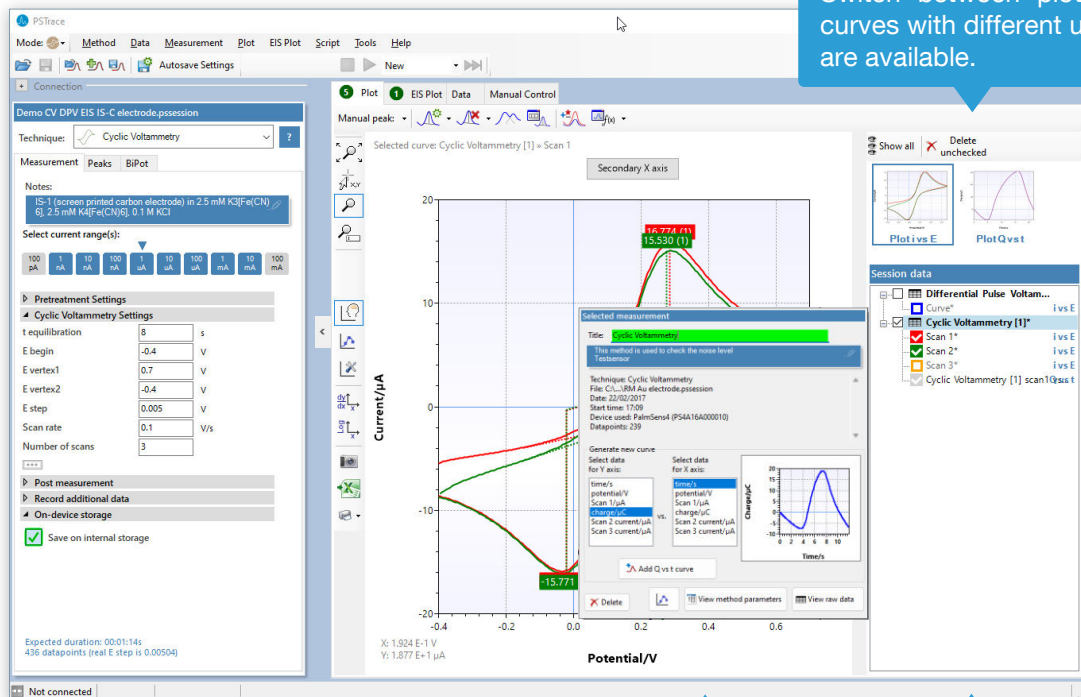 PSTrace
Switch between plot
curves with different u
are available.
Mode: Method Data Measurement Plot EIS Plot Script Tools Help
Autosave Settings
New
Connection
Demo CV DPV EIS IS-C electrode.pssession
Technique: Cyclic Voltammetry ?
Measurement Peaks BiPot
Notes:
IS-1 (screen printed carbon electrode) in 2.5 mM K3[Fe(CN)
6], 2.5 mM K4[Fe(CN)6], 0.1 M KCl
Select current range(s):
100 pA 1 nA 10 nA 100 nA 1 uA 10 uA 100 uA 1 mA 10 mA 100 mA
Pretreatment Settings
Cyclic Voltammetry Settings
t equilibration 8 s
E begin -0.4 V
E vertex1 0.7 V
E vertex2 -0.4 V
E step 0.005 V
Scan rate 0.1 V/s
Number of scans 3
Post measurement
Record additional data
On-device storage
Save on internal storage
Expected duration: 00:01:14s
436 datapoints (real E step is 0.00504)
Not connected
5 Plot 1 EIS Plot Data Manual Control
Manual peak:
Selected curve: Cyclic Voltammetry [1] » Scan 1
Secondary X axis
16.774 (1)
15.530 (1)
-15.771
20
10
0
-10
-20
Current/µA
-0.4 -0.2 0.0 0.2 0.4 0.6
Potential/V
X: 1.924 E-1 V
Y: 1.877 E+1 µA
Selected measurement
Title: Cyclic Voltammetry
This method is used to check the noise level
Testsensor
Technique: Cyclic Voltammetry
File: C:\...\RM Au electrode.pssession
Date: 22/02/2017
Start time: 17:09
Device used: PalmSens4 (PS4A16A000010)
Datapoints: 239
Generate new curve
Select data
for Y axis:
time/s
potential/V
Scan 1/µA
charge/µC
Scan 2 current/µA
Scan 3 current/µA
vs.
Select data
for X axis:
time/s
potential/V
Scan 1/µA
charge/µC
Scan 2 current/µA
Scan 3 current/µA
Charge/µC
20
15
10
5
0
-5
-10
0 2 4 6 8 10
Time/s
Add Q vs t curve
Delete View method parameters View raw data
Show all Delete
unchecked
Plot i vs E Plot Q vs t
Session data
Differential Pulse Voltam...
Curve* i vs E
Cyclic Voltammetry [1]*
Scan 1* i vs E
Scan 2* i vs E
Scan 3* i vs E
Cyclic Voltammetry [1] scan1